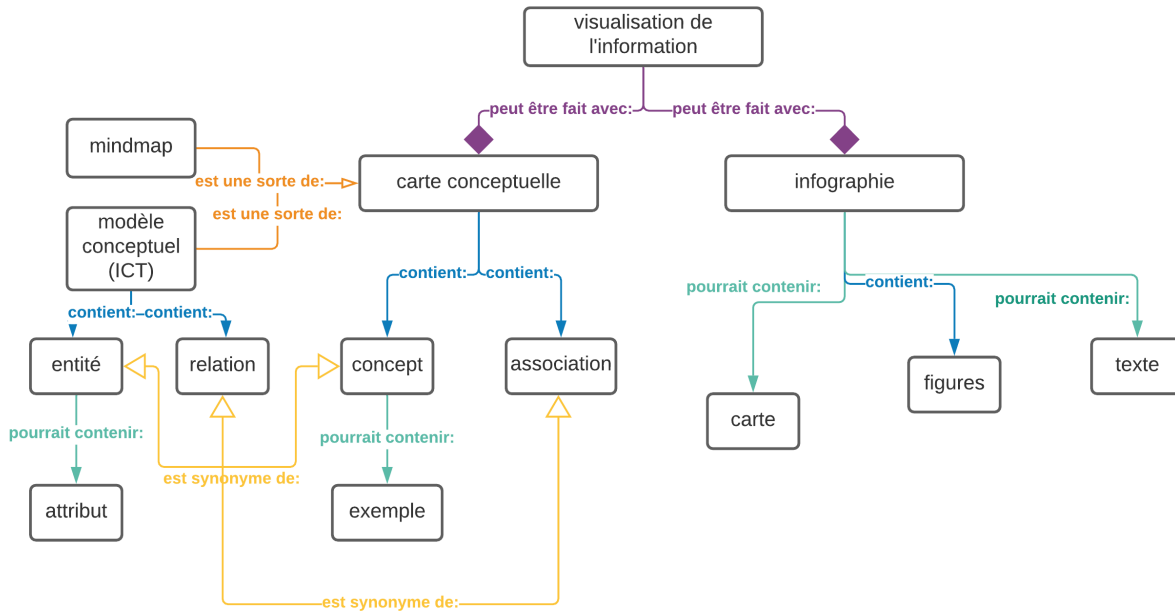 visualisation de
l'information
peut être fait avec:
peut être fait avec:
mindmap
est une sorte de:
carte conceptuelle
infographie
modèle
conceptuel
(ICT)
est une sorte de:
contient:
contient:
contient:
pourrait contenir:
pourrait contenir:
contient:
contient:
entité
relation
concept
association
texte
figures
carte
pourrait contenir:
pourrait contenir:
est synonyme de:
attribut
exemple
est synonyme de: